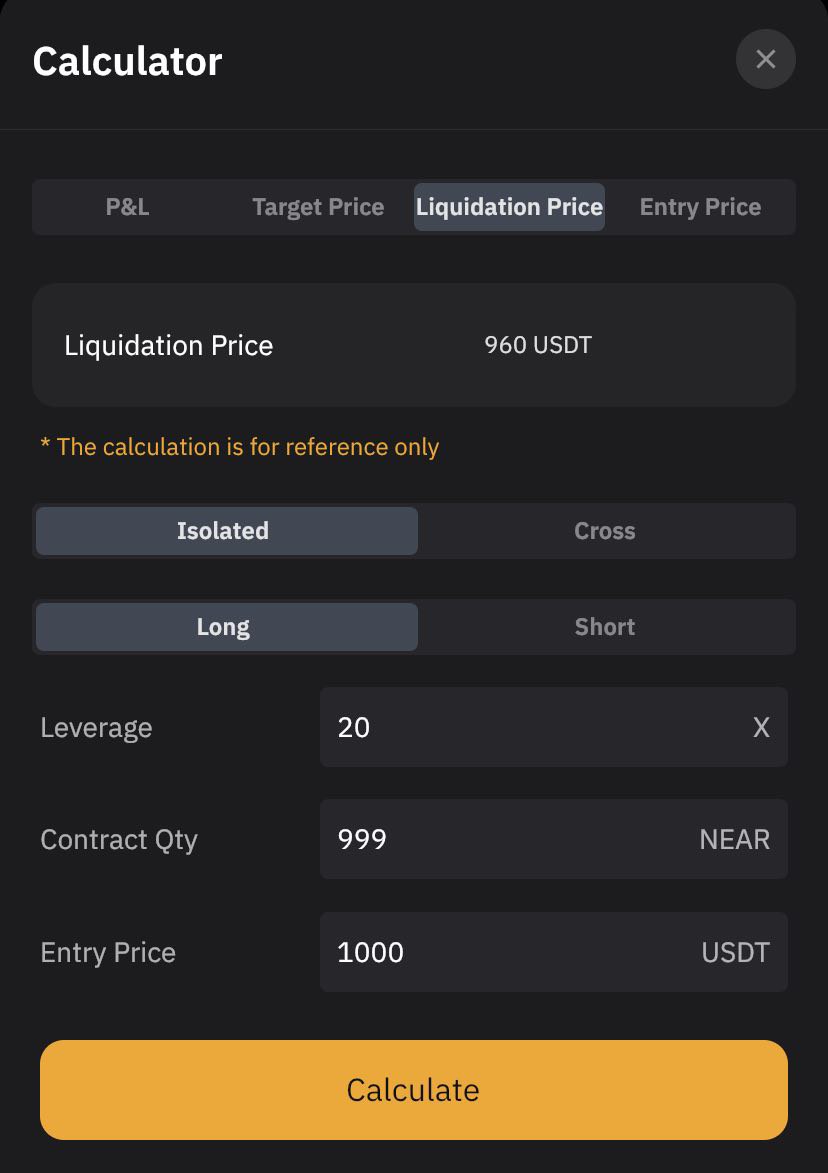 Calculator
P&L Target Price Liquidation Price Entry Price
Liquidation Price 960 USDT
* The calculation is for reference only
Isolated Cross
Long Short
Leverage 20 X
Contract Qty 999 NEAR
Entry Price 1000 USDT
Calculate